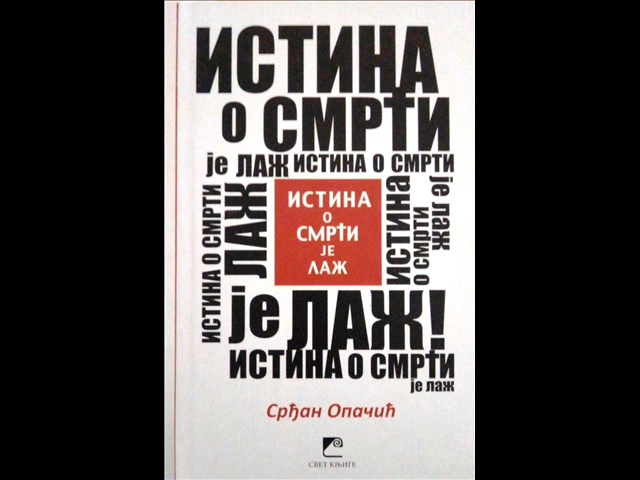 ИСТИНА
О СМРТИ
је ЛАЖ ИСТИНА О СМРТИ
ИСТИНА О СМРТИ
ЛАЖ
ИСТИНА
О
СМРТИ
ЈЕ
ЛАЖ
ИСТИНА
О СМРТИ
је лаж
је ЛАЖ!
ИСТИНА О СМРТИ
је лаж
Срђан Опачић
СВЕТ КЊИГЕ